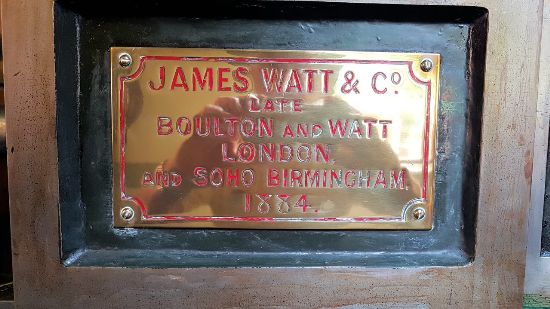 JAMES WATT & Co.
LATE
BOULTON AND WATT
LONDON,
AND SOHO BIRMINGHAM,
1884.